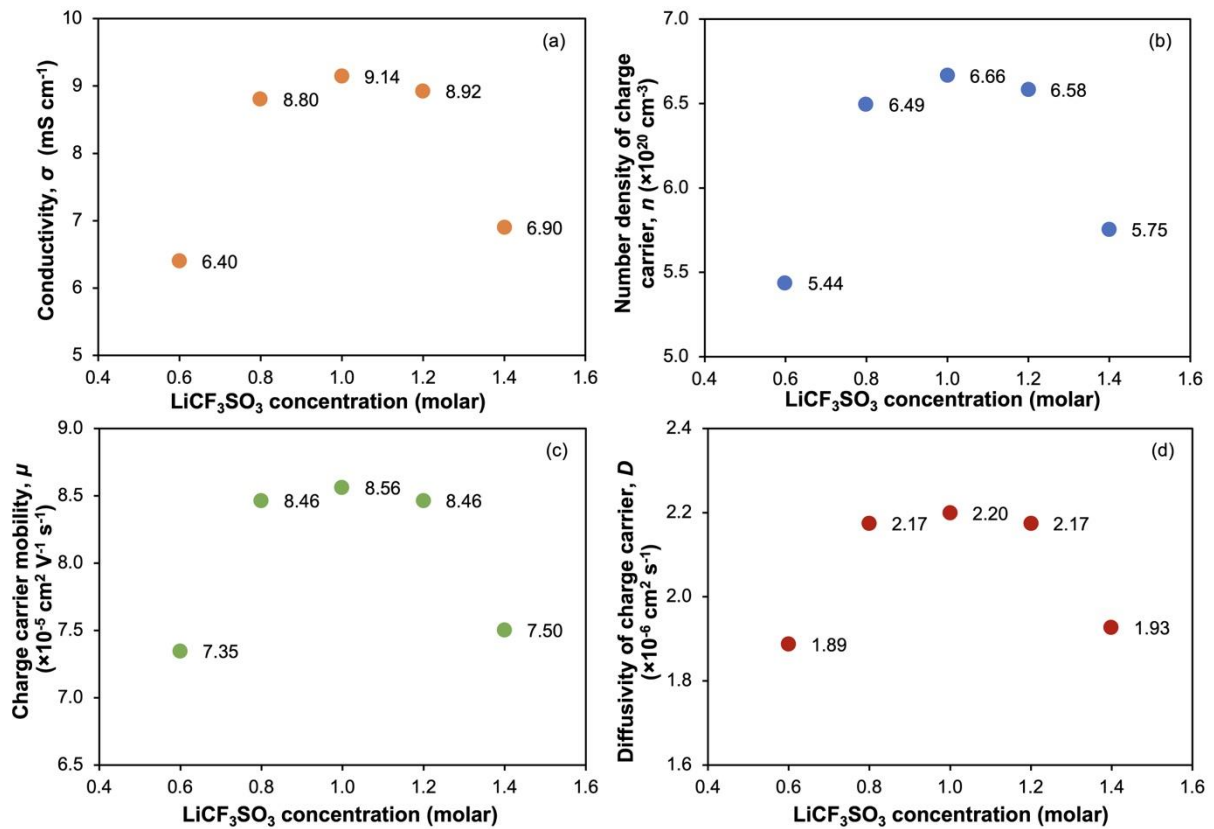 (a)
Conductivity, σ (mS cm⁻¹)
10
9
8
7
6
5
6.40
8.80
9.14
8.92
6.90
0.4 0.6 0.8 1.0 1.2 1.4 1.6
LiCF₃SO₃ concentration (molar)
(b)
Number density of charge
carrier, n (×10²⁰ cm⁻³)
7.0
6.5
6.0
5.5
5.0
5.44
6.49
6.66
6.58
5.75
0.4 0.6 0.8 1.0 1.2 1.4 1.6
LiCF₃SO₃ concentration (molar)
(c)
Charge carrier mobility, μ
(×10⁻⁵ cm² V⁻¹ s⁻¹)
9.0
8.5
8.0
7.5
7.0
6.5
7.35
8.46
8.56
8.46
7.50
0.4 0.6 0.8 1.0 1.2 1.4 1.6
LiCF₃SO₃ concentration (molar)
(d)
Diffusivity of charge carrier, D
(×10⁻⁶ cm² s⁻¹)
2.4
2.2
2.0
1.8
1.6
1.89
2.17
2.20
2.17
1.93
0.4 0.6 0.8 1.0 1.2 1.4 1.6
LiCF₃SO₃ concentration (molar)